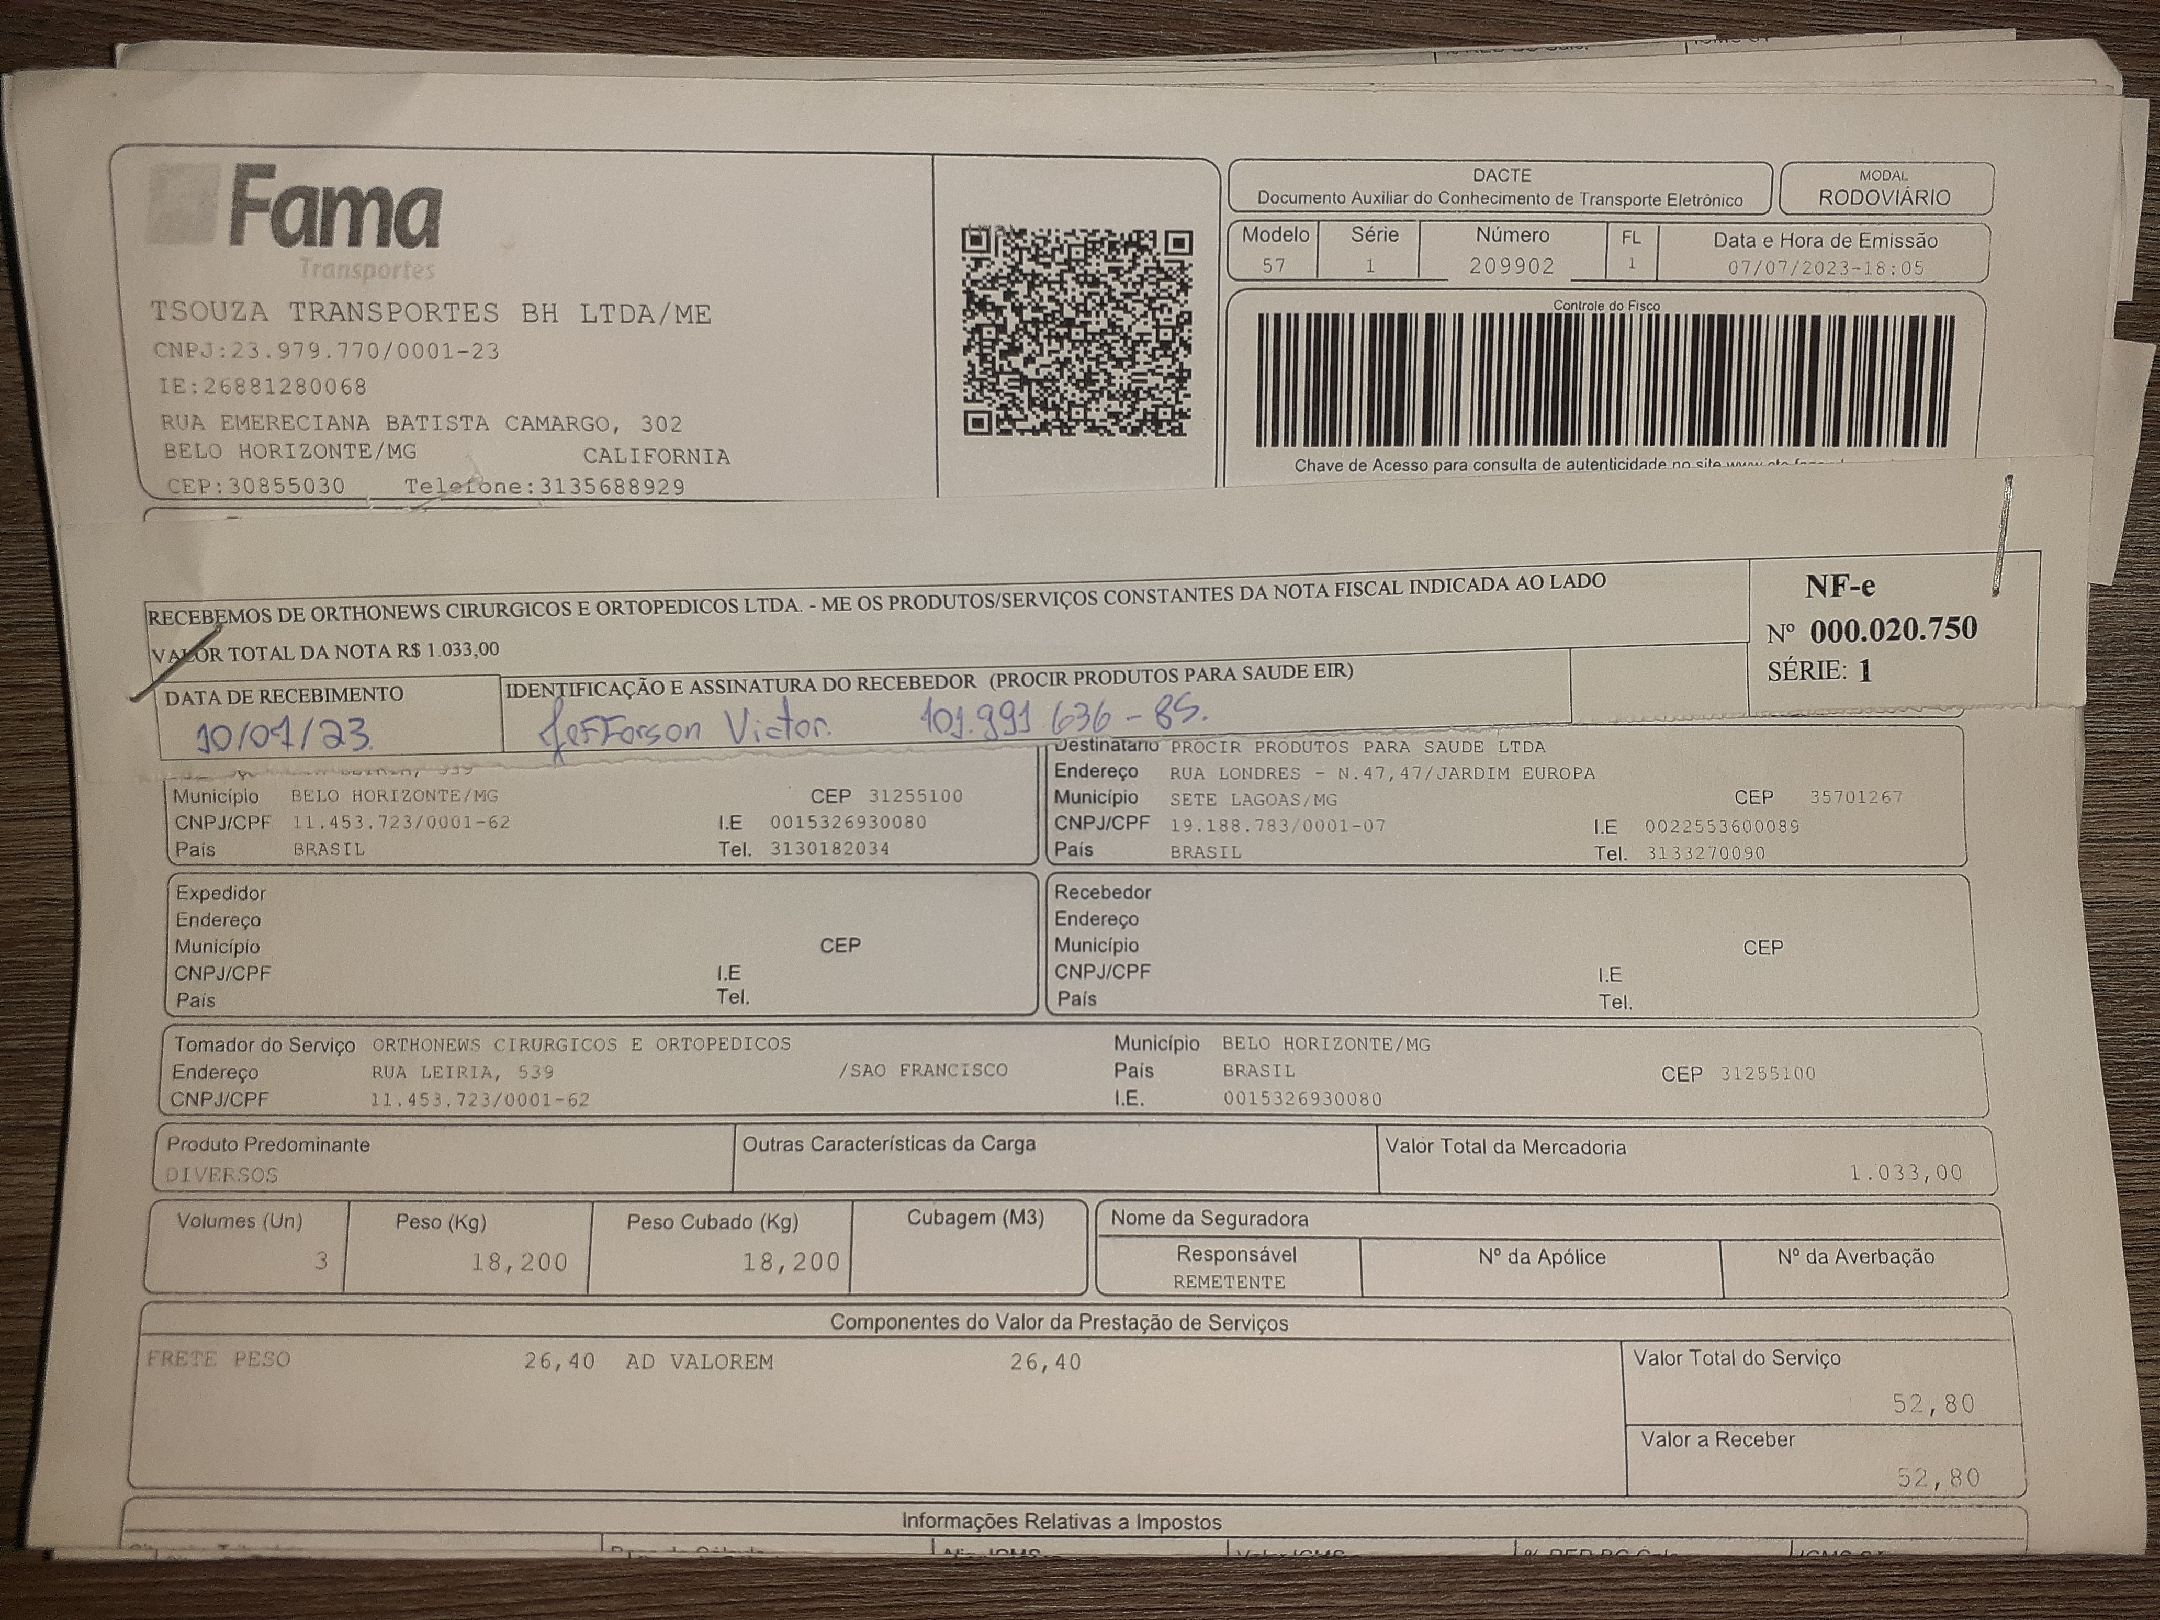 Fama
Transportes
TSOUZA TRANSPORTES BH LTDA/ME
CNPJ:23.979.770/0001-23
IE:26881280068
RUA EMERECIANA BATISTA CAMARGO, 302
BELO HORIZONTE/MG CALIFORNIA
CEP:30855030 Telefone:3135688929
DACTE
Documento Auxiliar do Conhecimento de Transporte Eletrônico
MODAL
RODOVIÁRIO
Modelo Série Número FL Data e Hora de Emissão
57 1 209902 1 07/07/2023-18:05
Controle do Fisco
Chave de Acesso para consulta de autenticidade no site
RECEBEMOS DE ORTHONEWS CIRURGICOS E ORTOPEDICOS LTDA. - ME OS PRODUTOS/SERVIÇOS CONSTANTES DA NOTA FISCAL INDICADA AO LADO
VALOR TOTAL DA NOTA R$ 1.033,00
NF-e
Nº 000.020.750
SÉRIE: 1
DATA DE RECEBIMENTO
10/07/23.
IDENTIFICAÇÃO E ASSINATURA DO RECEBEDOR (PROCIR PRODUTOS PARA SAUDE EIR)
Jefferson Victor. 101.991 636-85.
Município BELO HORIZONTE/MG CEP 31255100
CNPJ/CPF 11.453.723/0001-62 I.E 0015326930080
País BRASIL Tel. 3130182034
Destinatário PROCIR PRODUTOS PARA SAUDE LTDA
Endereço RUA LONDRES - N.47,47/JARDIM EUROPA
Município SETE LAGOAS/MG CEP 35701267
CNPJ/CPF 19.188.783/0001-07 I.E 0022553600089
País BRASIL Tel. 3133270090
Expedidor
Endereço
Município CEP
CNPJ/CPF I.E
País Tel.
Recebedor
Endereço
Município CEP
CNPJ/CPF I.E
País Tel.
Tomador do Serviço ORTHONEWS CIRURGICOS E ORTOPEDICOS Município BELO HORIZONTE/MG
Endereço RUA LEIRIA, 539 /SAO FRANCISCO País BRASIL CEP 31255100
CNPJ/CPF 11.453.723/0001-62 I.E. 0015326930080
Produto Predominante Outras Características da Carga Valor Total da Mercadoria
DIVERSOS 1.033,00
Volumes (Un) Peso (Kg) Peso Cubado (Kg) Cubagem (M3)
3 18,200 18,200
Nome da Seguradora
Responsável Nº da Apólice Nº da Averbação
REMETENTE
Componentes do Valor da Prestação de Serviços
FRETE PESO 26,40 AD VALOREM 26,40
Valor Total do Serviço
52,80
Valor a Receber
52,80
Informações Relativas a Impostos